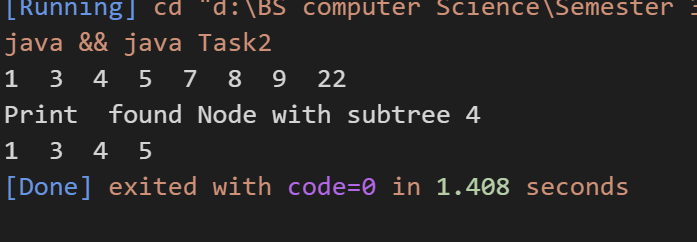 [Running] cd "d:\BS computer Science\Semester 3
java && java Task2
1  3  4  5  7  8  9  22
Print  found Node with subtree 4
1  3  4  5
[Done] exited with code=0 in 1.408 seconds